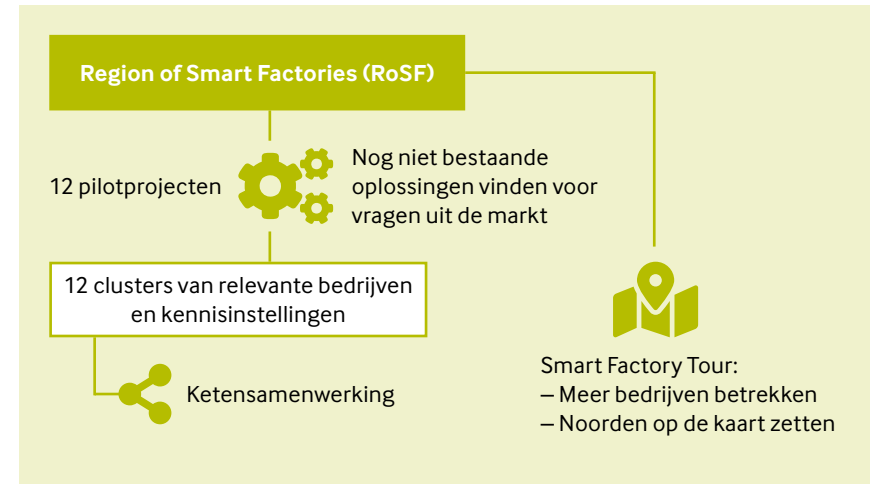 Region of Smart Factories (RoSF)
12 pilotprojecten
Nog niet bestaande
oplossingen vinden voor
vragen uit de markt
12 clusters van relevante bedrijven
en kennisinstellingen
Ketensamenwerking
Smart Factory Tour:
– Meer bedrijven betrekken
– Noorden op de kaart zetten